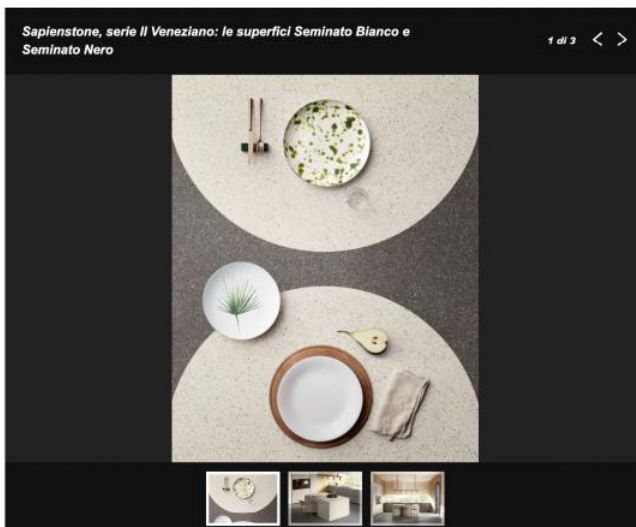 Sapienstone, serie Il Veneziano: le superfici Seminato Bianco e
Seminato Nero
1 di 3